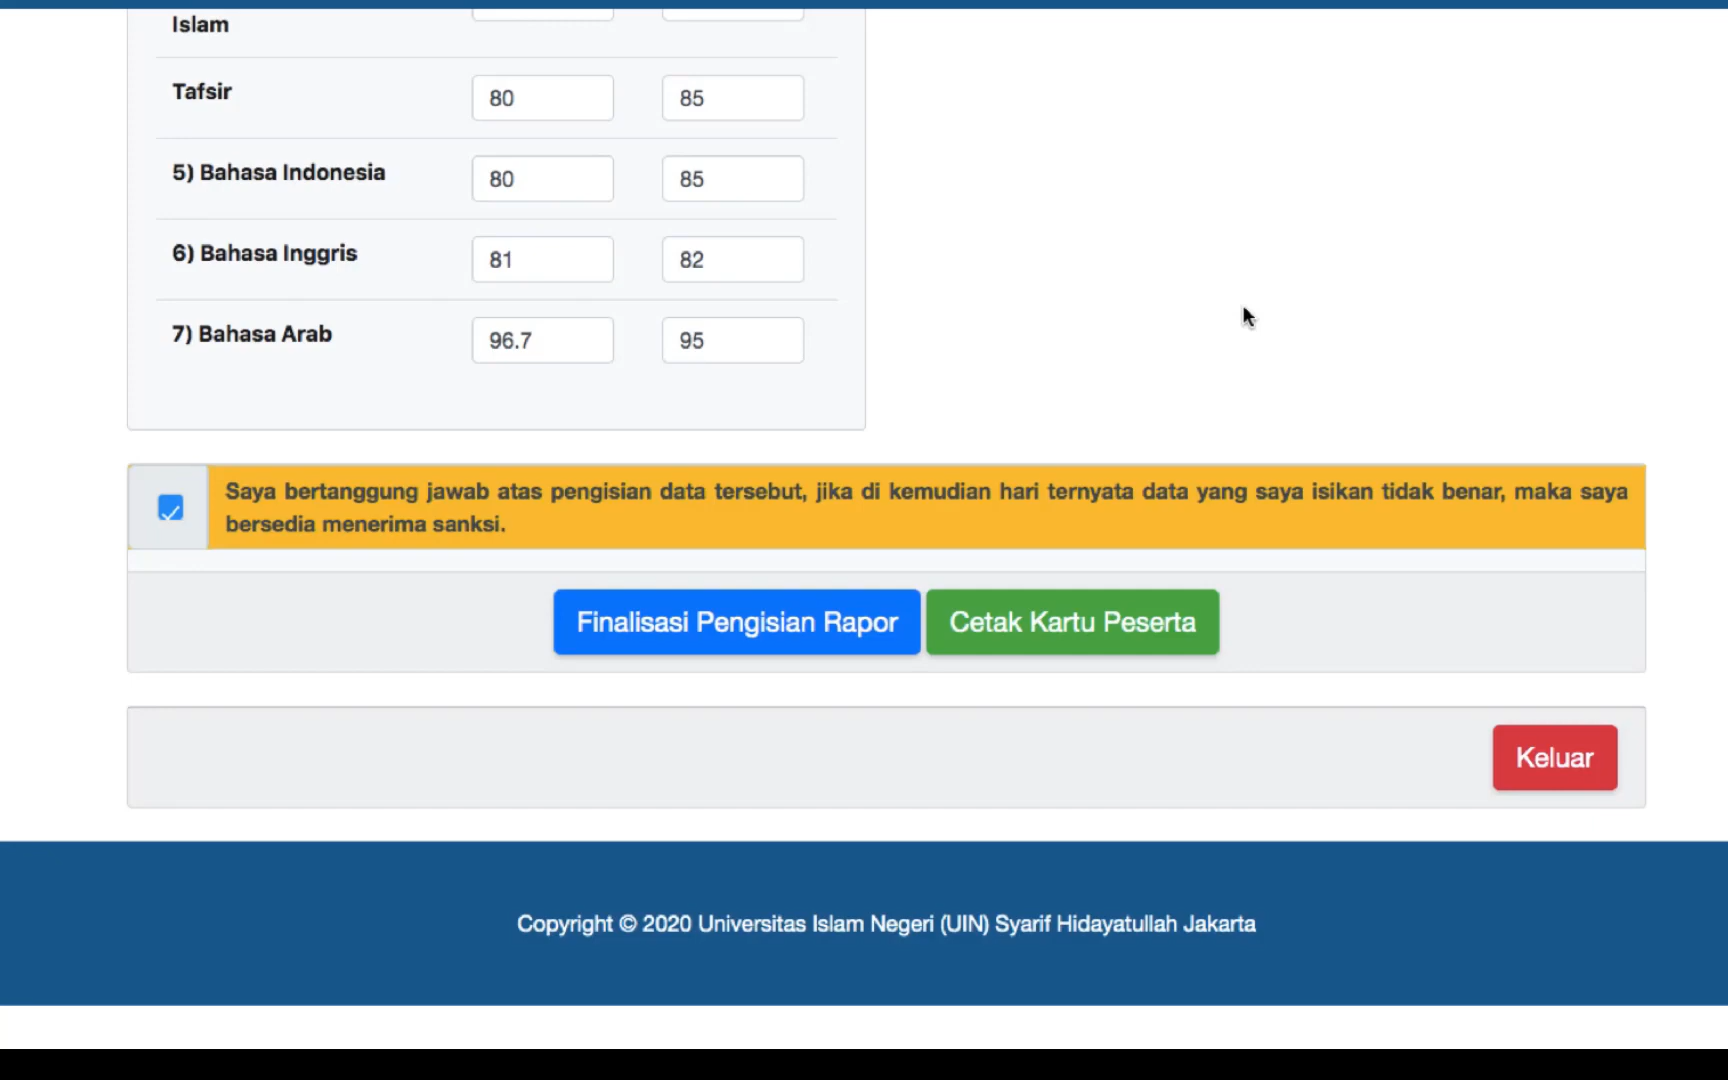 Islam
Tafsir 80 85
5) Bahasa Indonesia 80 85
6) Bahasa Inggris 81 82
7) Bahasa Arab 96.7 95
Saya bertanggung jawab atas pengisian data tersebut, jika di kemudian hari ternyata data yang saya isikan tidak benar, maka saya
bersedia menerima sanksi.
Finalisasi Pengisian Rapor Cetak Kartu Peserta
Keluar
Copyright © 2020 Universitas Islam Negeri (UIN) Syarif Hidayatullah Jakarta